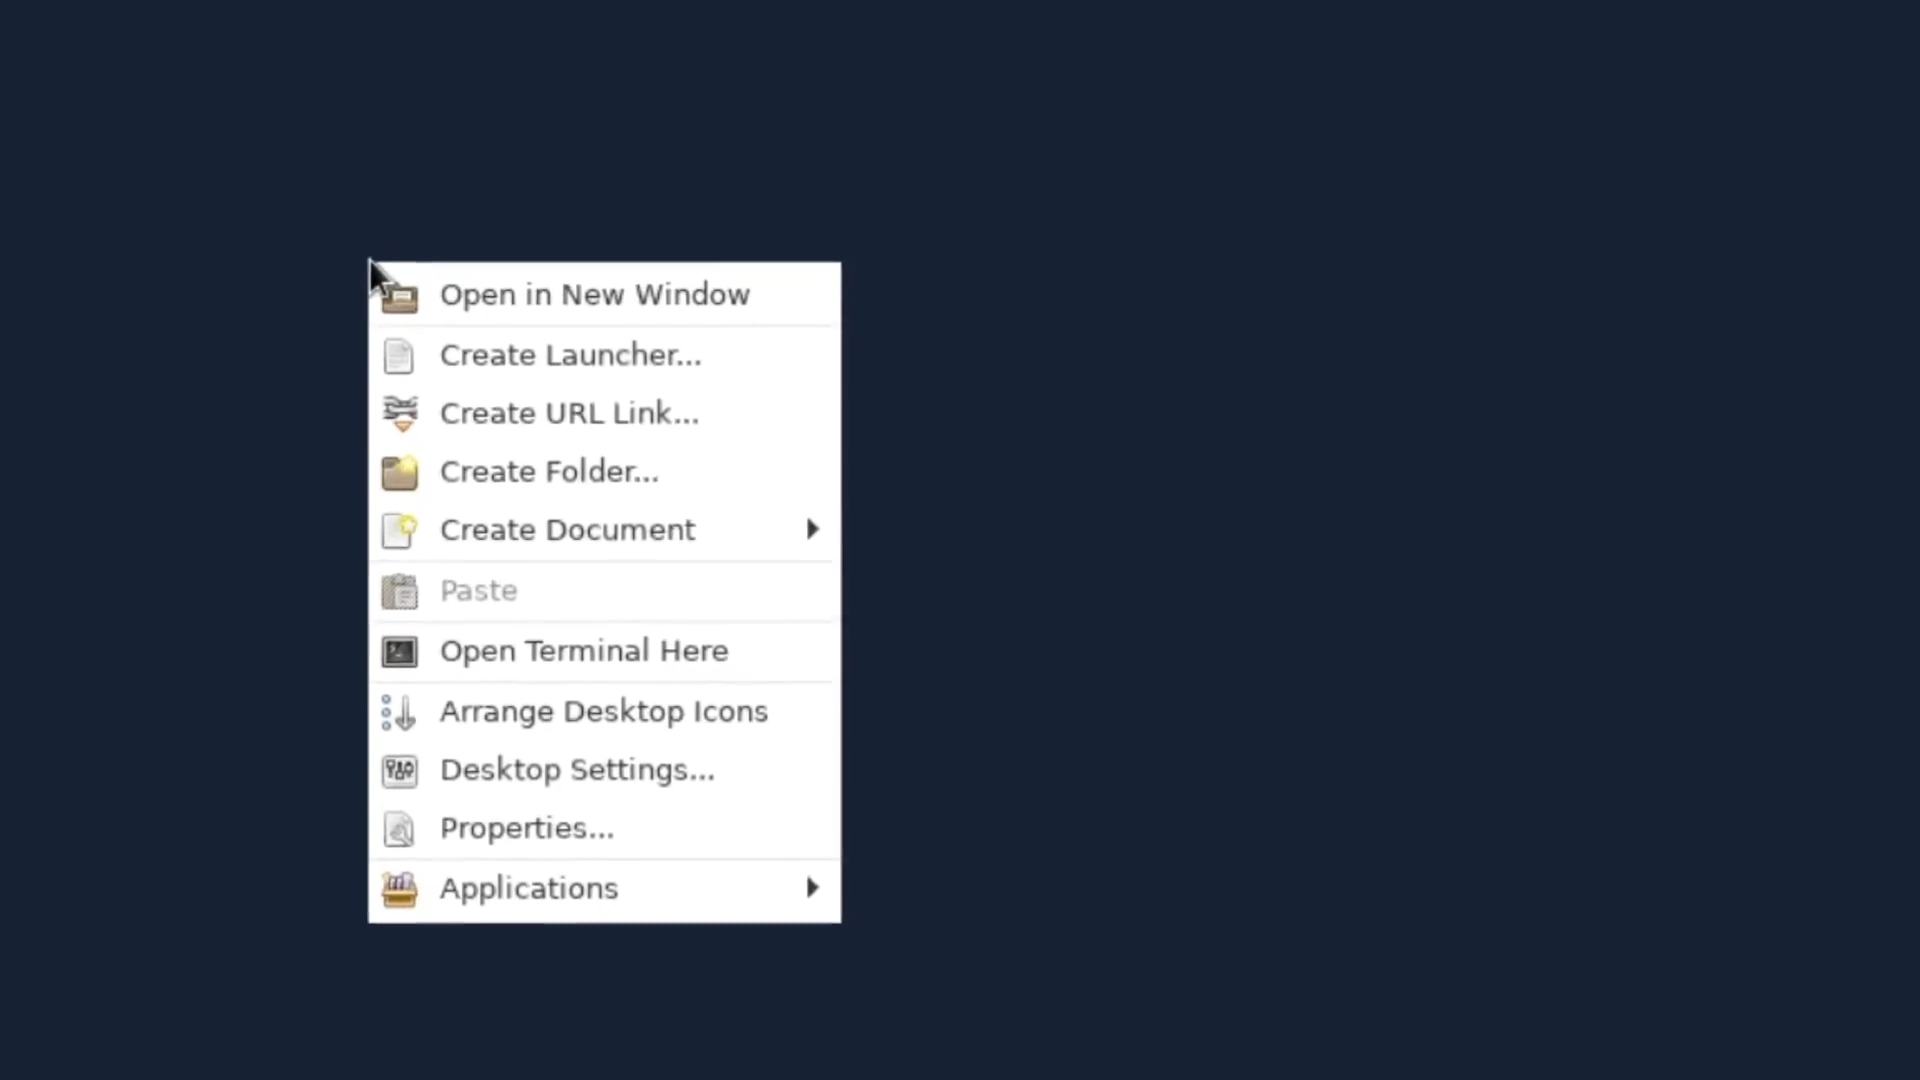 Open in New Window
Create Launcher...
Create URL Link...
Create Folder...
Create Document
Paste
Open Terminal Here
Arrange Desktop Icons
Desktop Settings...
Properties...
Applications